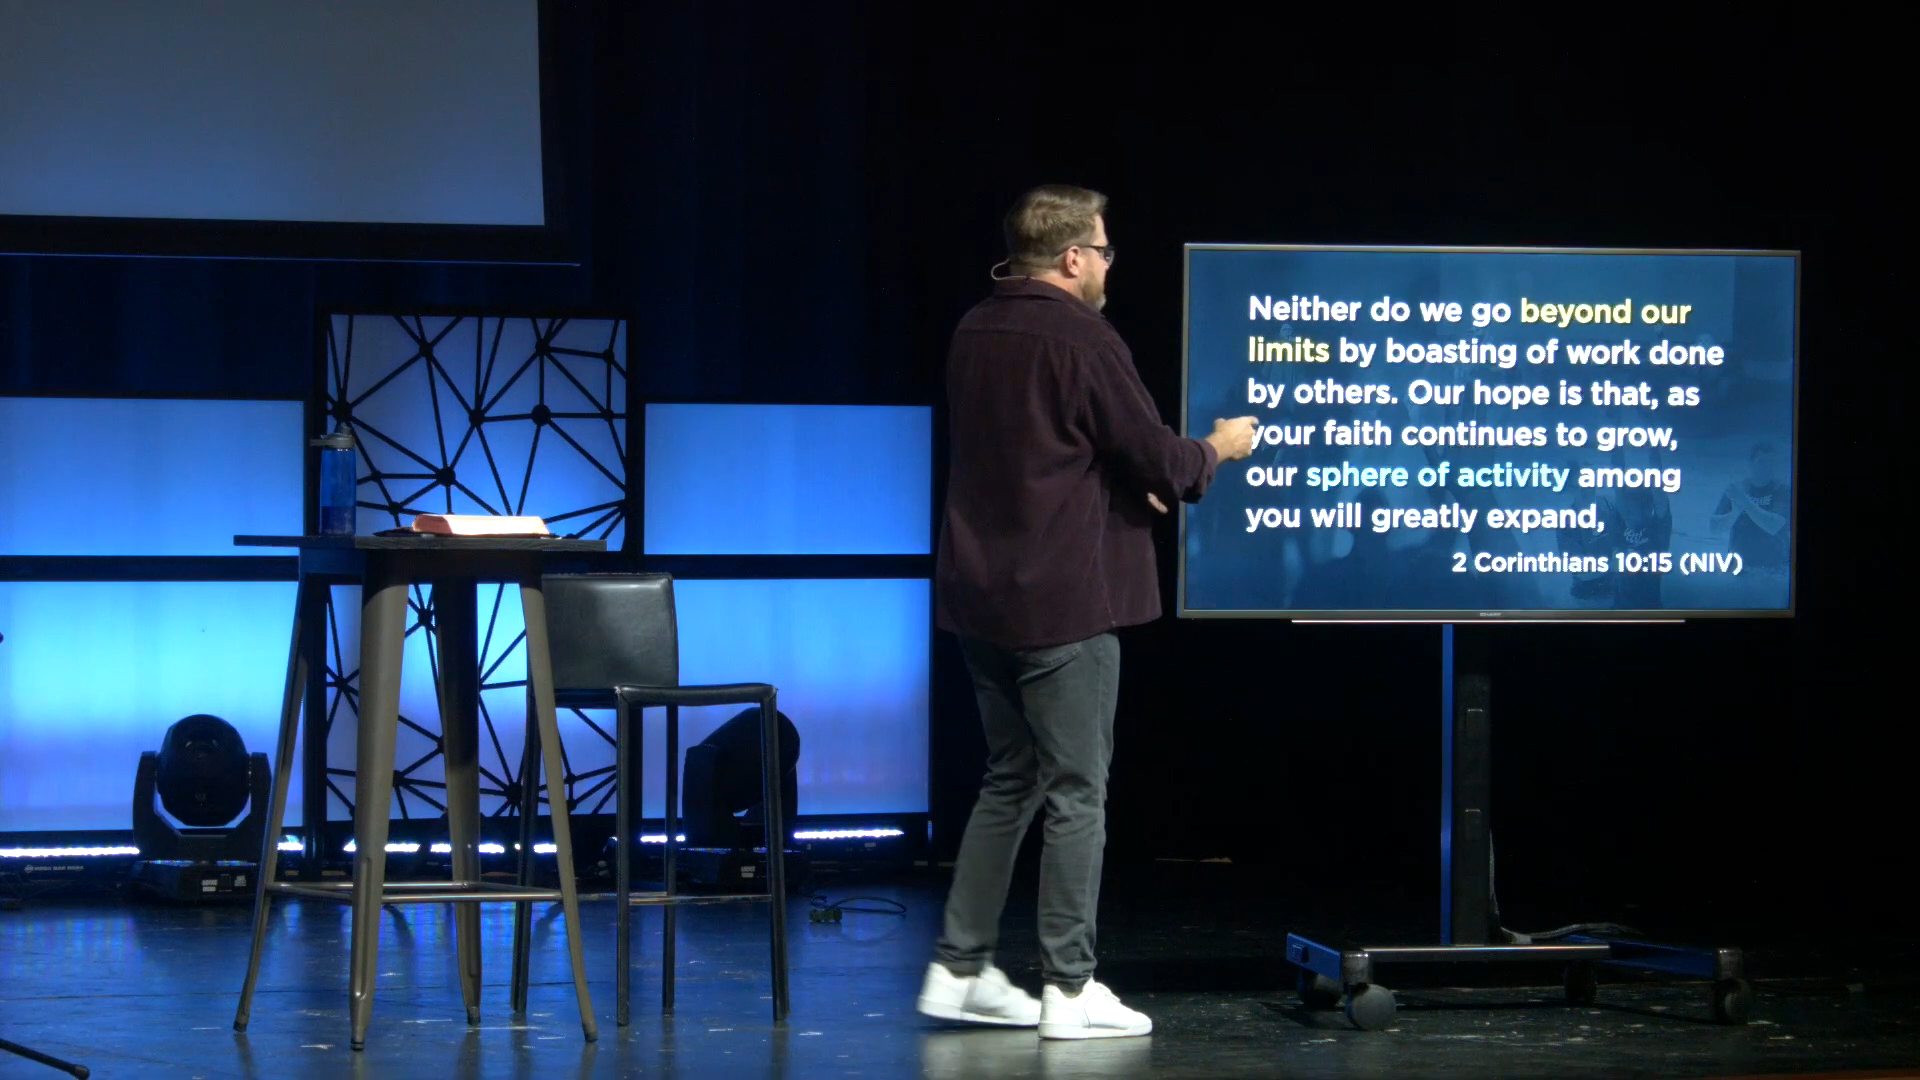 Neither do we go beyond our
limits by boasting of work done
by others. Our hope is that, as
your faith continues to grow,
our sphere of activity among
you will greatly expand,
2 Corinthians 10:15 (NIV)